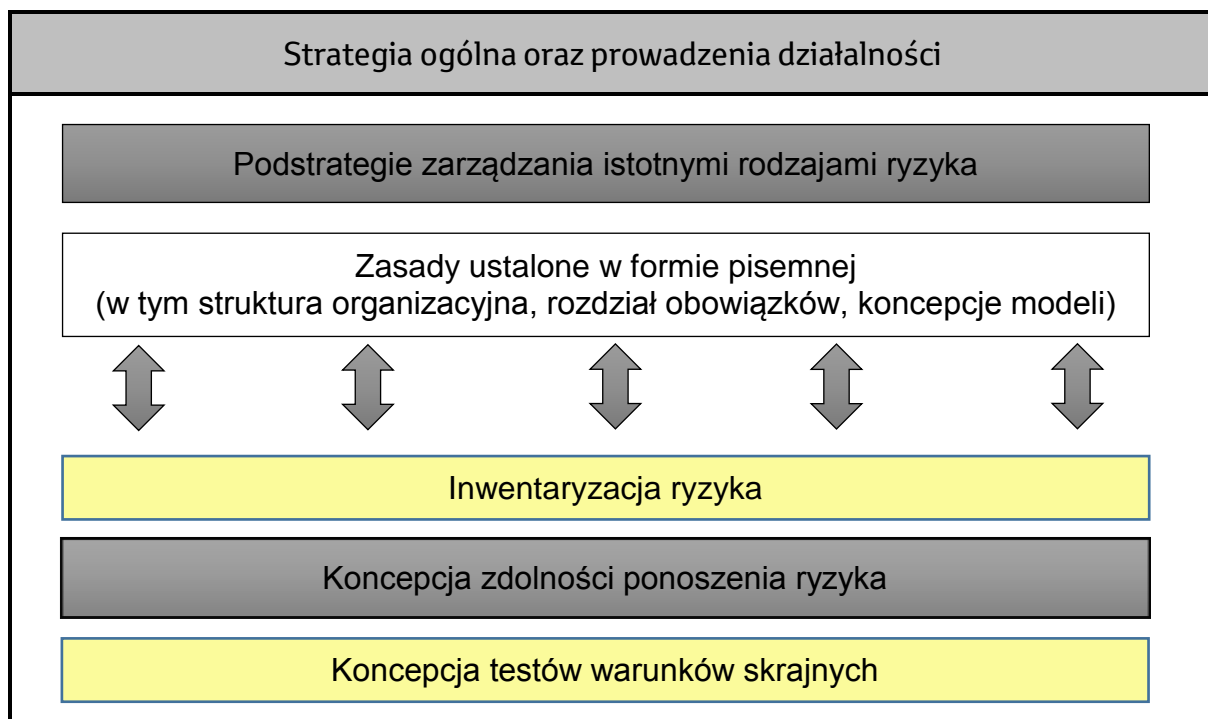 Strategia ogólna oraz prowadzenia działalności
Podstrategie zarządzania istotnymi rodzajami ryzyka
Zasady ustalone w formie pisemnej
(w tym struktura organizacyjna, rozdział obowiązków, koncepcje modeli)
Inwentaryzacja ryzyka
Koncepcja zdolności ponoszenia ryzyka
Koncepcja testów warunków skrajnych